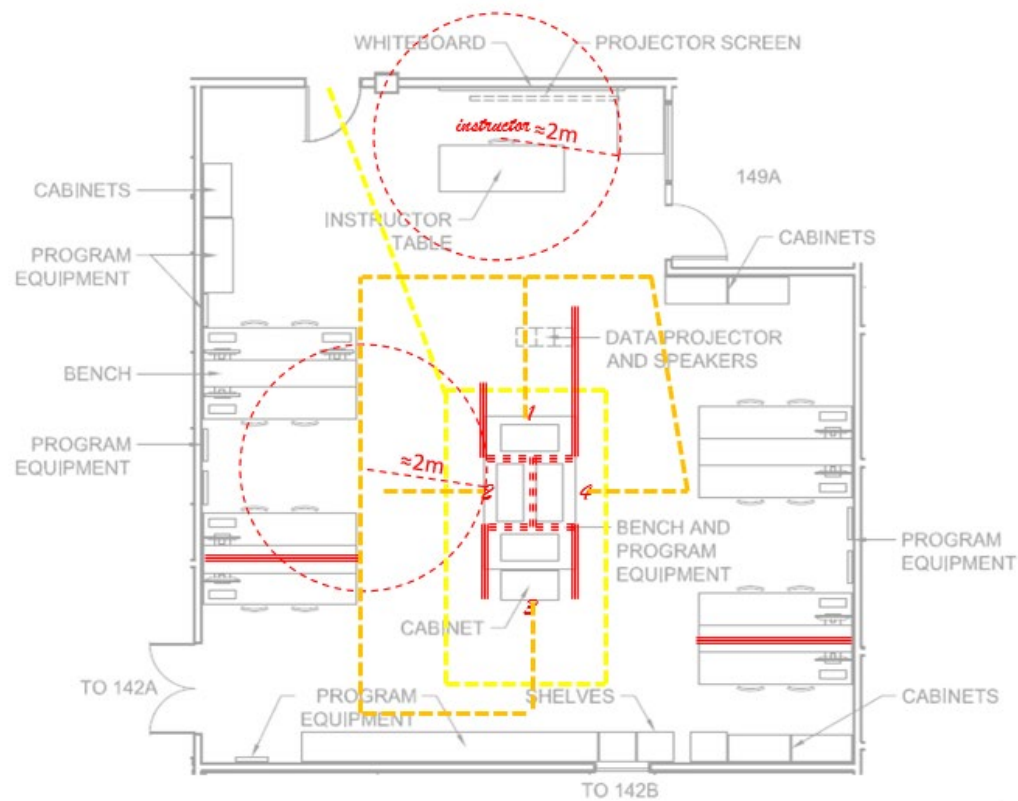 WHITEBOARD
PROJECTOR SCREEN
instructor
≈2m
CABINETS
149A
INSTRUCTOR
TABLE
CABINETS
PROGRAM
EQUIPMENT
DATA PROJECTOR
AND SPEAKERS
BENCH
1
PROGRAM
EQUIPMENT
≈2m
2
4
BENCH AND
PROGRAM
EQUIPMENT
PROGRAM
EQUIPMENT
3
CABINET
TO 142A
PROGRAM
EQUIPMENT
SHELVES
CABINETS
TO 142B